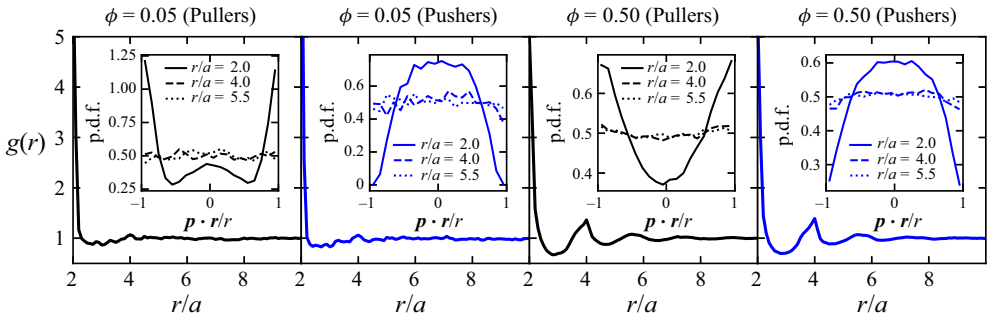 ϕ = 0.05 (Pullers) ϕ = 0.05 (Pushers) ϕ = 0.50 (Pullers) ϕ = 0.50 (Pushers)
g(r)
5
4
3
2
1
p.d.f.
1.25
1.00
0.75
0.50
0.25
r/a = 2.0
r/a = 4.0
r/a = 5.5
−1 0 1
p · r/r
p.d.f.
0.6
0.4
0.2
0
r/a = 2.0
r/a = 4.0
r/a = 5.5
−1 0 1
p · r/r
p.d.f.
0.6
0.5
0.4
r/a = 2.0
r/a = 4.0
r/a = 5.5
−1 0 1
p · r/r
p.d.f.
0.6
0.5
0.4
0.3
r/a = 2.0
r/a = 4.0
r/a = 5.5
−1 0 1
p · r/r
2 4 6 8 2 4 6 8 2 4 6 8 2 4 6 8
r/a r/a r/a r/a